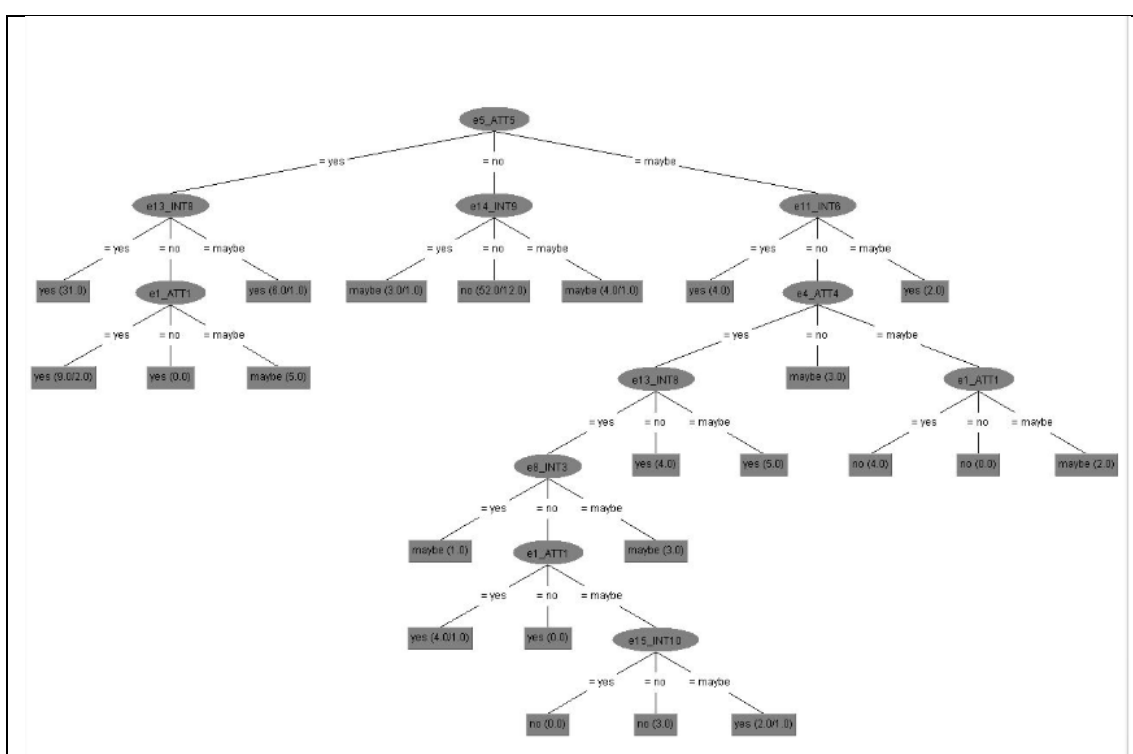 e5_ATT5
= yes = no = maybe
e13_INT8 e14_INT9 e11_INT6
= yes = no = maybe = yes = no = maybe = yes = no = maybe
yes (31.0) e1_ATT1 yes (6.0/1.0) maybe (3.0/1.0) no (52.0/12.0) maybe (4.0/1.0) yes (4.0) e4_ATT4 yes (2.0)
= yes = no = maybe = yes = no = maybe
yes (9.0/2.0) yes (0.0) maybe (5.0) e13_INT8 maybe (3.0) e1_ATT1
= yes = no = maybe = yes = no = maybe
e8_INT3 yes (4.0) yes (5.0) no (4.0) no (0.0) maybe (2.0)
= yes = no = maybe
maybe (1.0) e1_ATT1 maybe (3.0)
= yes = no = maybe
yes (4.0/1.0) yes (0.0) e15_INT10
= yes = no = maybe
no (0.0) no (3.0) yes (2.0/1.0)